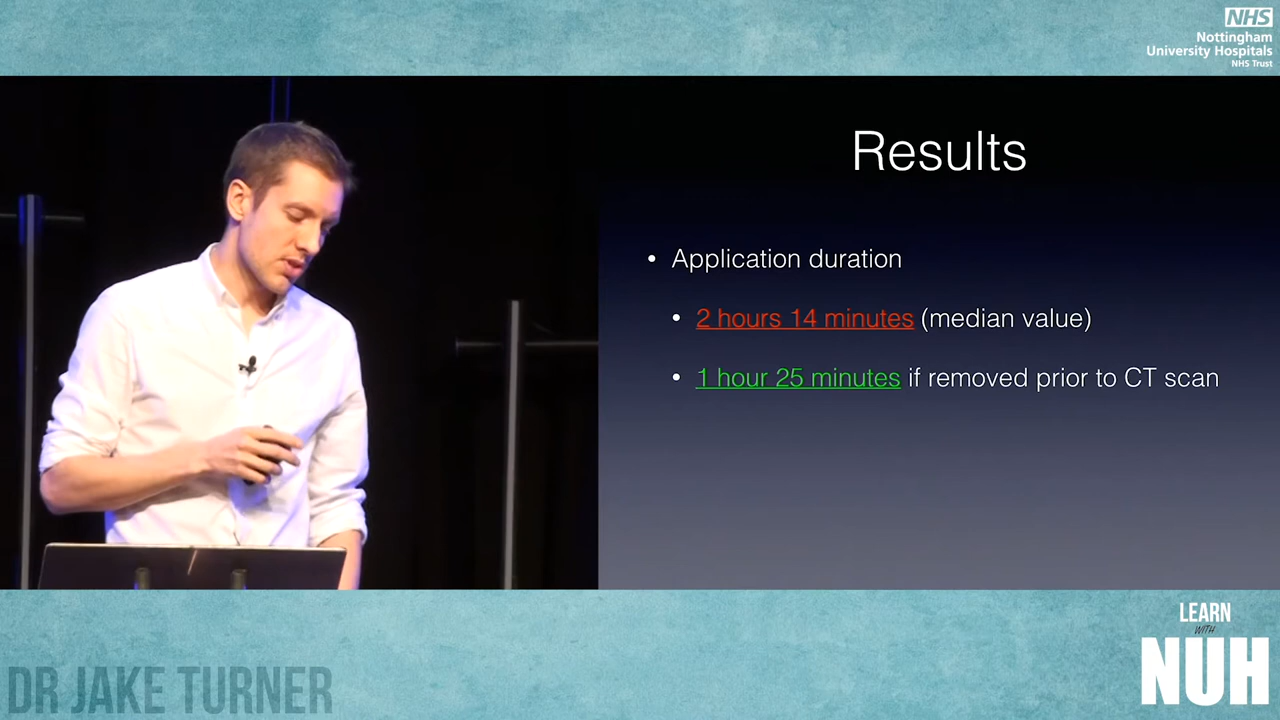 NHS
Nottingham
University Hospitals
NHS Trust
Results
• Application duration
• 2 hours 14 minutes (median value)
• 1 hour 25 minutes if removed prior to CT scan
LEARN
WITH
NUH
DR JAKE TURNER